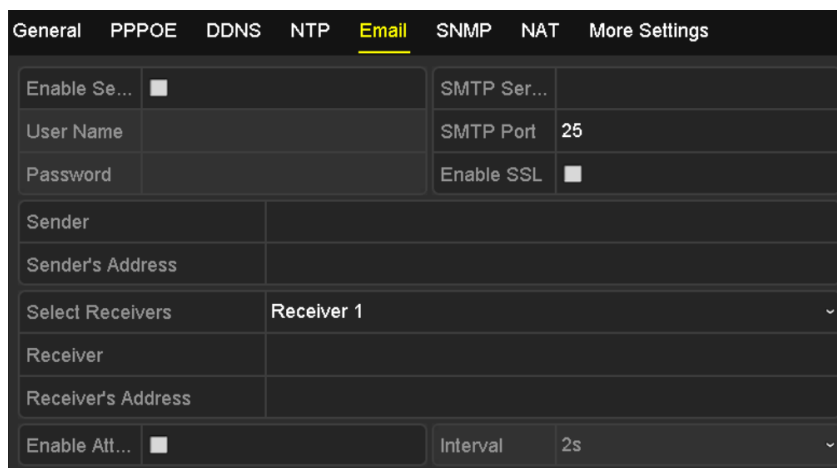 General PPPOE DDNS NTP Email SNMP NAT More Settings
Enable Se... SMTP Ser...
User Name SMTP Port 25
Password Enable SSL
Sender
Sender's Address
Select Receivers Receiver 1
Receiver
Receiver's Address
Enable Att... Interval 2s